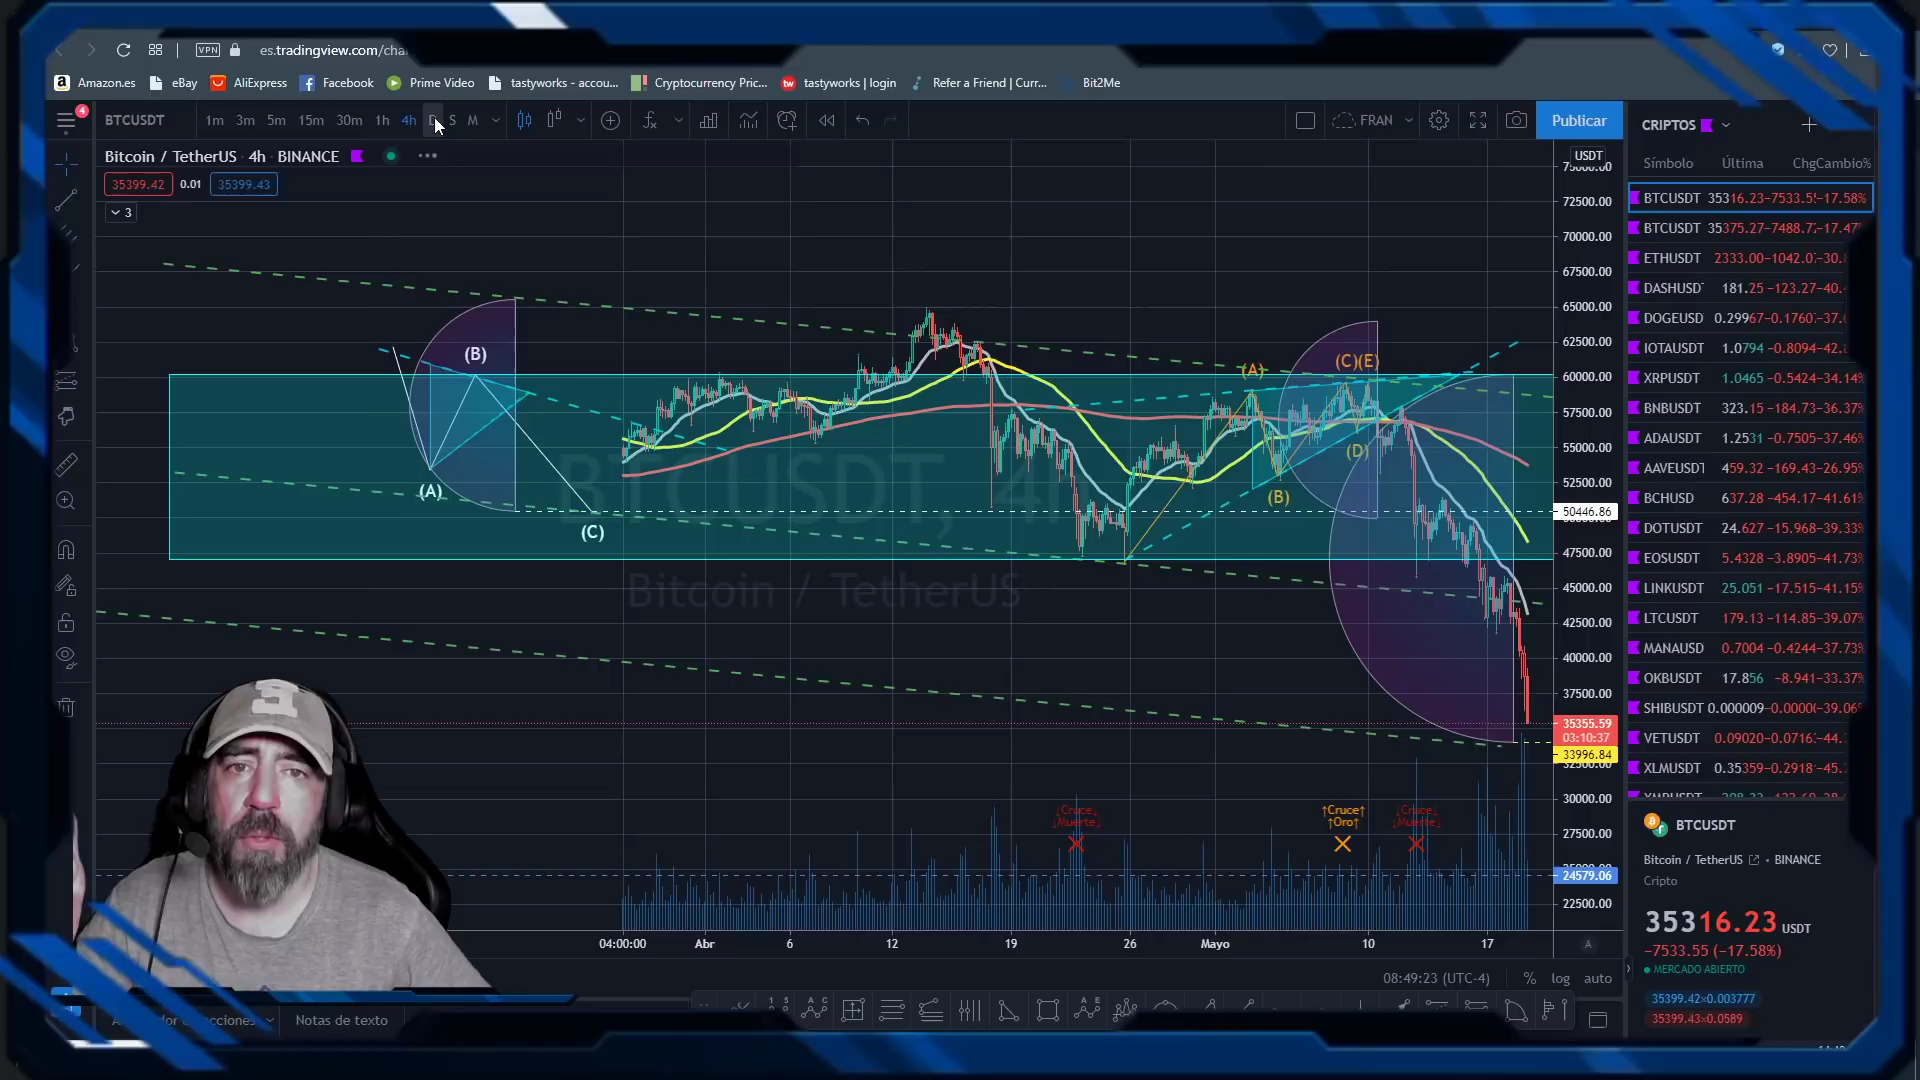 VPN es.tradingview.com/cha
Amazon.es eBay AliExpress Facebook Prime Video tastyworks - accou... Cryptocurrency Pric... tw tastyworks | login Refer a Friend | Curr... Bit2Me
4 BTCUSDT 1m 3m 5m 15m 30m 1h 4h D S M FRAN Publicar
CRIPTOS
Bitcoin / TetherUS 4h · BINANCE
35399.42 0.01 35399.43
3
USDT
75000.00
72500.00
70000.00
67500.00
65000.00
62500.00
60000.00
57500.00
55000.00
52500.00
50446.86
47500.00
45000.00
42500.00
40000.00
37500.00
35355.59
03:10:37
33996.84
32500.00
30000.00
27500.00
24579.06
22500.00
(B)
(A)
(C)
(A)
(C)(E)
(D)
(B)
BTCUSDT, 4h
Bitcoin / TetherUS
↓Cruce↓
↓Muerte↓
↑Cruce↑
↑Oro↑
↓Cruce↓
↓Muerte↓
04:00:00 Abr 6 12 19 26 Mayo 10 17 A
08:49:23 (UTC-4) % log auto
Notas de texto
Símbolo Última Chg Cambio%
BTCUSDT 35316.23 -7533.5 -17.58%
BTCUSDT 35375.27 -7488.7 -17.47%
ETHUSDT 2333.00 -1042.0 -30.
DASHUSD 181.25 -123.27 -40.
DOGEUSD 0.29967 -0.1760 -37.
IOTAUSDT 1.0794 -0.8094 -42.
XRPUSDT 1.0465 -0.5424 -34.14%
BNBUSDT 323.15 -184.73 -36.37%
ADAUSDT 1.2531 -0.7505 -37.46%
AAVEUSDT 459.32 -169.43 -26.95%
BCHUSD 637.28 -454.17 -41.61%
DOTUSDT 24.627 -15.968 -39.33%
EOSUSDT 5.4328 -3.8905 -41.73%
LINKUSDT 25.051 -17.515 -41.15%
LTCUSDT 179.13 -114.85 -39.07%
MANAUSD 0.7004 -0.4244 -37.73%
OKBUSDT 17.856 -8.941 -33.37%
SHIBUSDT 0.000009 -0.0000 -39.06%
VETUSDT 0.09020 -0.0716 -44.
XLMUSDT 0.35359 -0.2918 -45.
BTCUSDT
Bitcoin / TetherUS • BINANCE
Cripto
35316.23 USDT
-7533.55 (-17.58%)
MERCADO ABIERTO
35399.42×0.003777
35399.43×0.0589